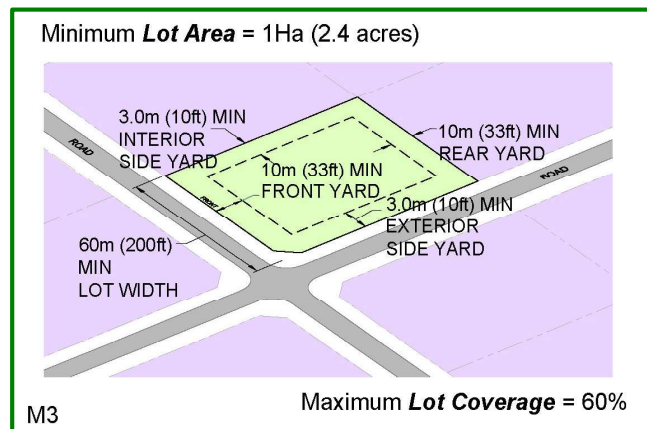 Minimum Lot Area = 1Ha (2.4 acres)
3.0m (10ft) MIN
INTERIOR
SIDE YARD
ROAD
10m (33ft) MIN
REAR YARD
10m (33ft) MIN
FRONT YARD
ROAD
FRONT
3.0m (10ft) MIN
EXTERIOR
SIDE YARD
60m (200ft)
MIN
LOT WIDTH
Maximum Lot Coverage = 60%
M3